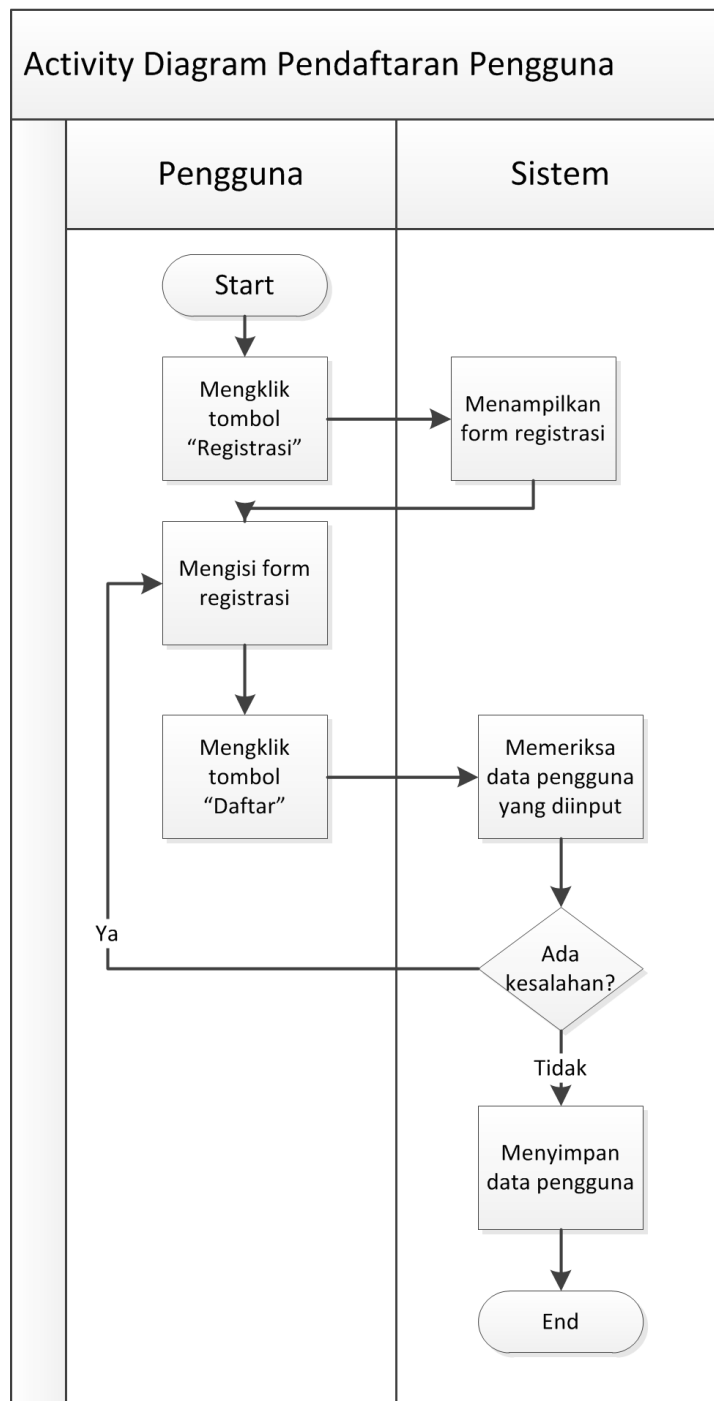 Activity Diagram Pendaftaran Pengguna
Pengguna
Sistem
Start
Mengklik
tombol
“Registrasi”
Menampilkan
form registrasi
Mengisi form
registrasi
Mengklik
tombol
“Daftar”
Memeriksa
data pengguna
yang diinput
Ya
Ada
kesalahan?
Tidak
Menyimpan
data pengguna
End